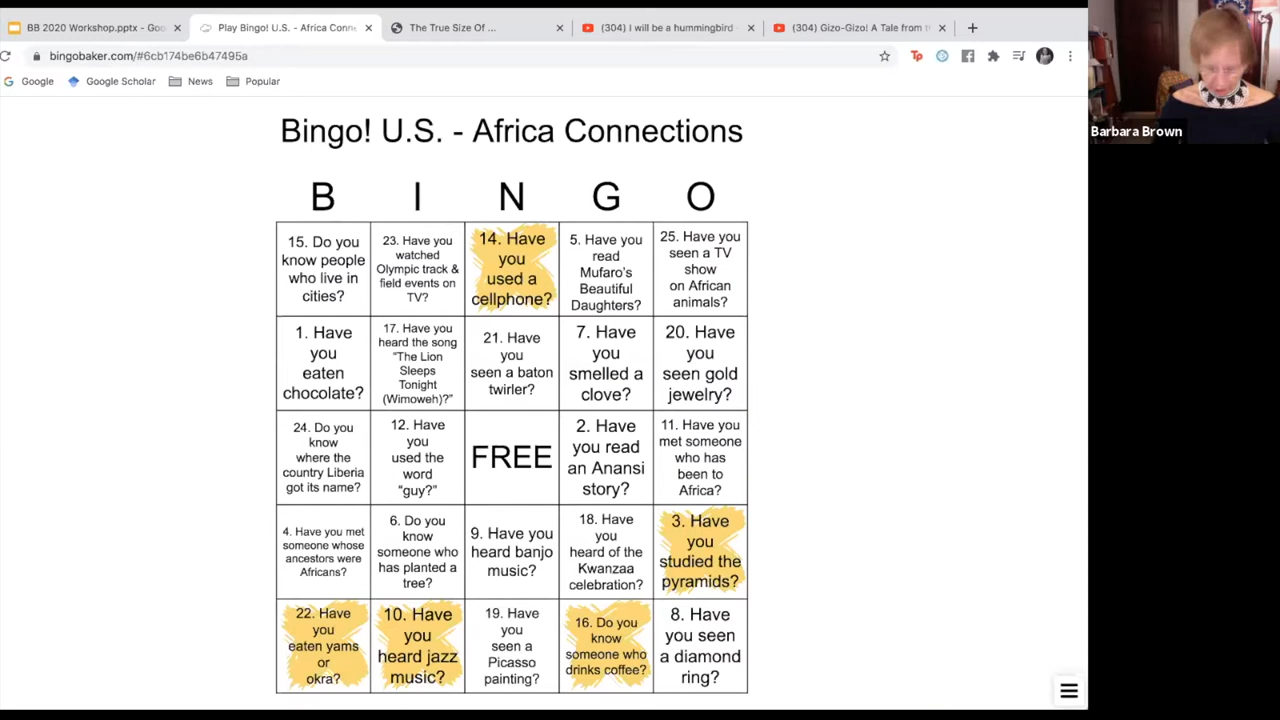 BB 2020 Workshop.pptx - Goo
Play Bingo! U.S. - Africa Conne
The True Size Of ...
(304) I will be a hummingbird -
(304) Gizo-Gizo! A Tale from t
bingobaker.com/#6cb174be6b47495a
Google
Google Scholar
News
Popular
Barbara Brown
Bingo! U.S. - Africa Connections
B I N G O
15. Do you
know people
who live in
cities?
23. Have you
watched
Olympic track &
field events on
TV?
14. Have
you
used a
cellphone?
5. Have you
read
Mufaro's
Beautiful
Daughters?
25. Have you
seen a TV
show
on African
animals?
1. Have
you
eaten
chocolate?
17. Have you
heard the song
"The Lion
Sleeps
Tonight
(Wimoweh)?"
21. Have
you
seen a baton
twirler?
7. Have
you
smelled a
clove?
20. Have
you
seen gold
jewelry?
24. Do you
know
where the
country Liberia
got its name?
12. Have
you
used the
word
“guy?”
FREE
2. Have
you read
an Anansi
story?
11. Have you
met someone
who has
been to
Africa?
4. Have you met
someone whose
ancestors were
Africans?
6. Do you
know
someone who
has planted a
tree?
9. Have you
heard banjo
music?
18. Have
you
heard of the
Kwanzaa
celebration?
3. Have
you
studied the
pyramids?
22. Have
you
eaten yams
or
okra?
10. Have
you
heard jazz
music?
19. Have
you
seen a
Picasso
painting?
16. Do you
know
someone who
drinks coffee?
8. Have
you seen
a diamond
ring?